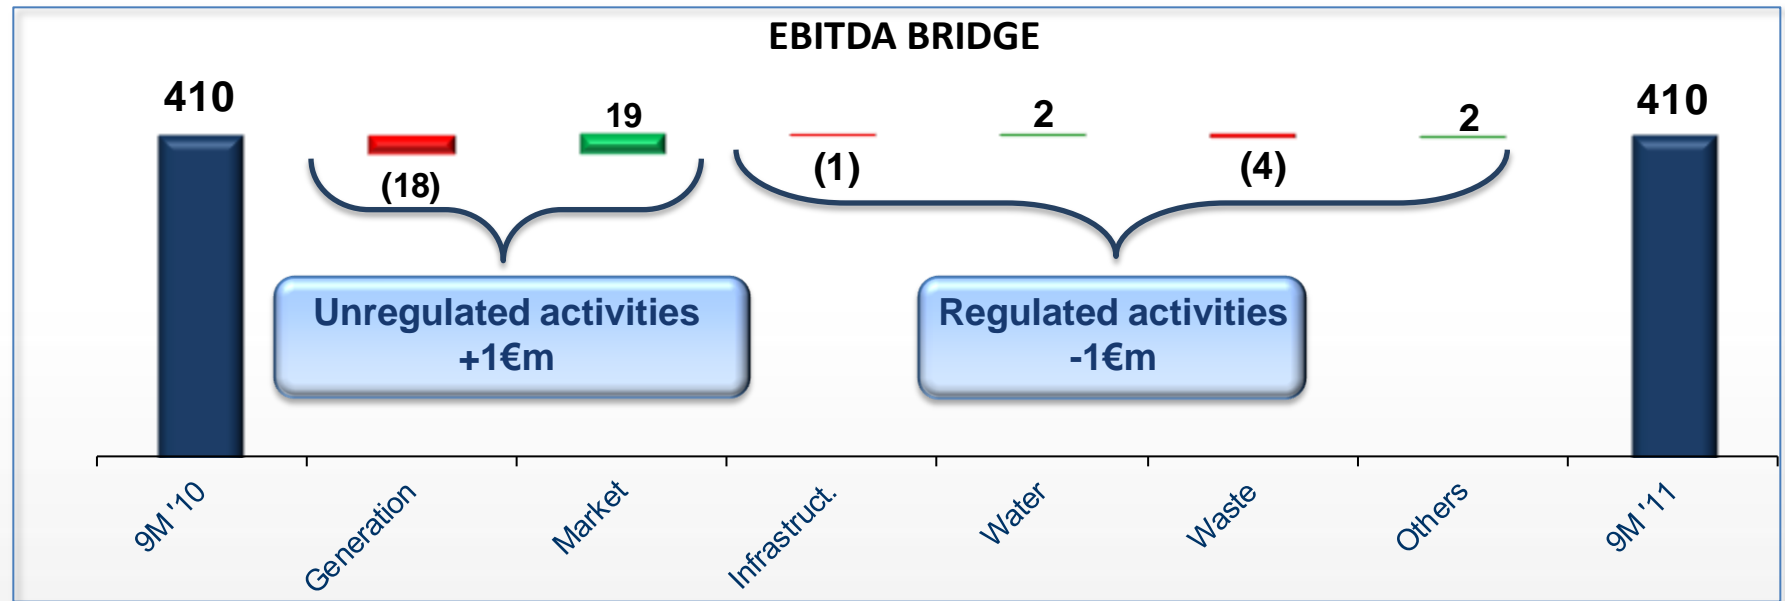 EBITDA BRIDGE
410
(18)
19
(1)
2
(4)
2
410
Unregulated activities
+1€m
Regulated activities
-1€m
9M '10
Generation
Market
Infrastruct.
Water
Waste
Others
9M '11